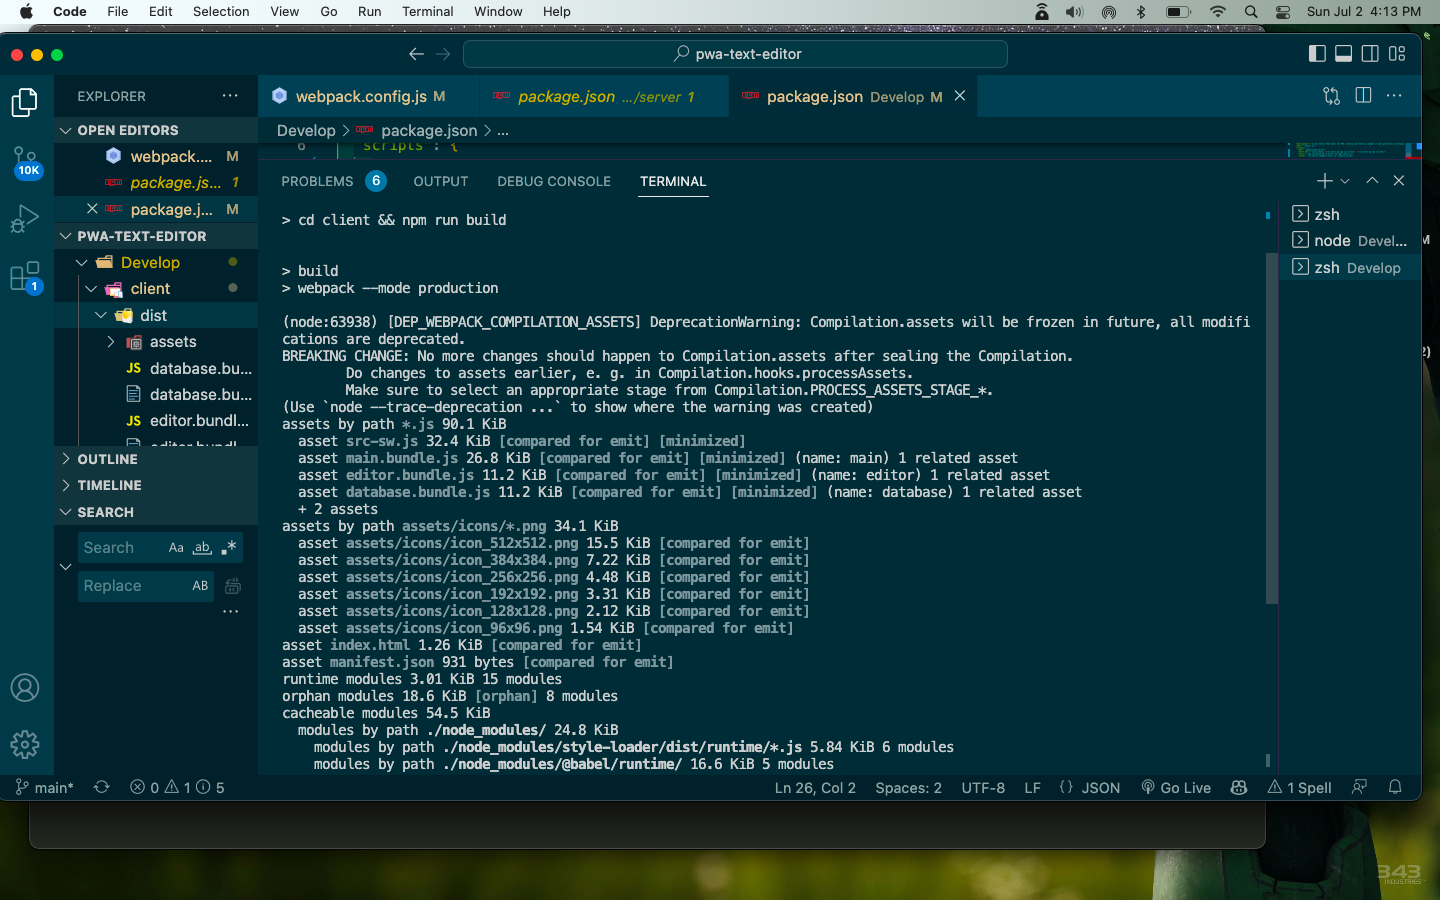 Code File Edit Selection View Go Run Terminal Window Help Sun Jul 2 4:13 PM
pwa-text-editor
EXPLORER ...
webpack.config.js M package.json .../server 1 package.json Develop M
OPEN EDITORS
webpack.... M
package.js... 1
package.j... M
10K
PWA-TEXT-EDITOR
Develop
client
dist
assets
JS database.bu...
database.bu...
JS editor.bundl...
editor.bundl
1
OUTLINE
TIMELINE
SEARCH
Search Aa ab .*
Replace AB
...
Develop > package.json > ...
6 "scripts": {
PROBLEMS 6 OUTPUT DEBUG CONSOLE TERMINAL
> cd client && npm run build
> build
> webpack --mode production
(node:63938) [DEP_WEBPACK_COMPILATION_ASSETS] DeprecationWarning: Compilation.assets will be frozen in future, all modifi
cations are deprecated.
BREAKING CHANGE: No more changes should happen to Compilation.assets after sealing the Compilation.
Do changes to assets earlier, e. g. in Compilation.hooks.processAssets.
Make sure to select an appropriate stage from Compilation.PROCESS_ASSETS_STAGE_*.
(Use `node --trace-deprecation ...` to show where the warning was created)
assets by path *.js 90.1 KiB
asset src-sw.js 32.4 KiB [compared for emit] [minimized]
asset main.bundle.js 26.8 KiB [compared for emit] [minimized] (name: main) 1 related asset
asset editor.bundle.js 11.2 KiB [compared for emit] [minimized] (name: editor) 1 related asset
asset database.bundle.js 11.2 KiB [compared for emit] [minimized] (name: database) 1 related asset
+ 2 assets
assets by path assets/icons/*.png 34.1 KiB
asset assets/icons/icon_512x512.png 15.5 KiB [compared for emit]
asset assets/icons/icon_384x384.png 7.22 KiB [compared for emit]
asset assets/icons/icon_256x256.png 4.48 KiB [compared for emit]
asset assets/icons/icon_192x192.png 3.31 KiB [compared for emit]
asset assets/icons/icon_128x128.png 2.12 KiB [compared for emit]
asset assets/icons/icon_96x96.png 1.54 KiB [compared for emit]
asset index.html 1.26 KiB [compared for emit]
asset manifest.json 931 bytes [compared for emit]
runtime modules 3.01 KiB 15 modules
orphan modules 18.6 KiB [orphan] 8 modules
cacheable modules 54.5 KiB
modules by path ./node_modules/ 24.8 KiB
modules by path ./node_modules/style-loader/dist/runtime/*.js 5.84 KiB 6 modules
modules by path ./node_modules/@babel/runtime/ 16.6 KiB 5 modules
zsh
node Devel...
zsh Develop
main* 0 1 5 Ln 26, Col 2 Spaces: 2 UTF-8 LF {} JSON Go Live 1 Spell
343
INDUSTRIES